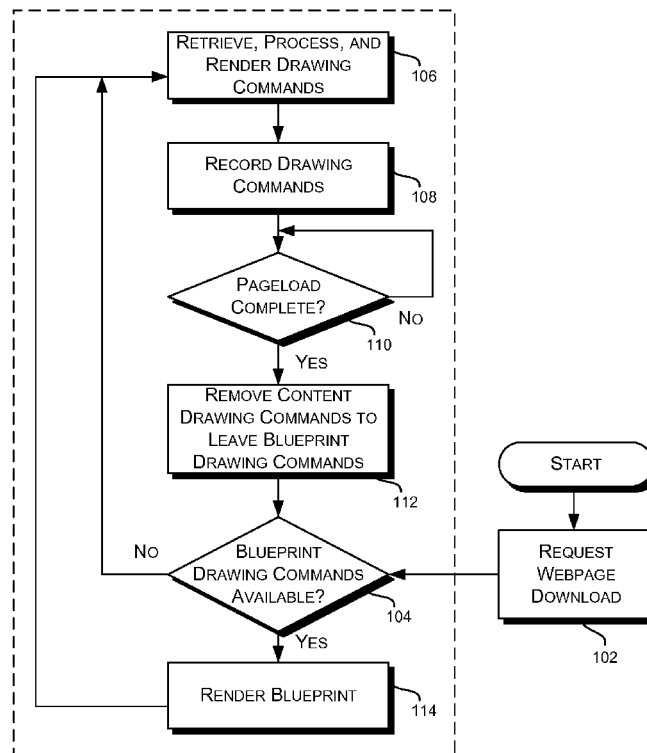 RETRIEVE, PROCESS, AND
RENDER DRAWING
COMMANDS
106
RECORD DRAWING
COMMANDS
108
PAGELOAD
COMPLETE?
NO
110
YES
REMOVE CONTENT
DRAWING COMMANDS TO
LEAVE BLUEPRINT
DRAWING COMMANDS
112
START
NO
BLUEPRINT
DRAWING COMMANDS
AVAILABLE?
104
REQUEST
WEBPAGE
DOWNLOAD
102
YES
RENDER BLUEPRINT
114